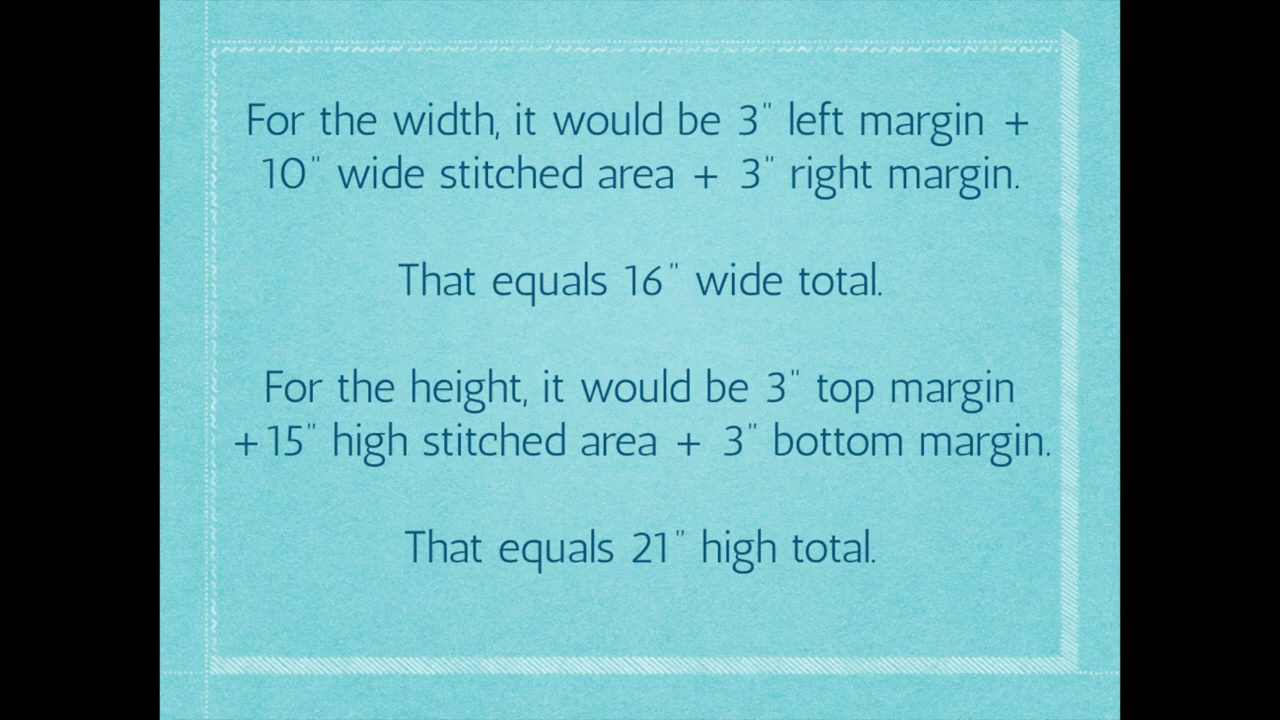 For the width, it would be 3" left margin +
10" wide stitched area + 3" right margin.
That equals 16" wide total.
For the height, it would be 3" top margin
+15" high stitched area + 3" bottom margin.
That equals 21" high total.